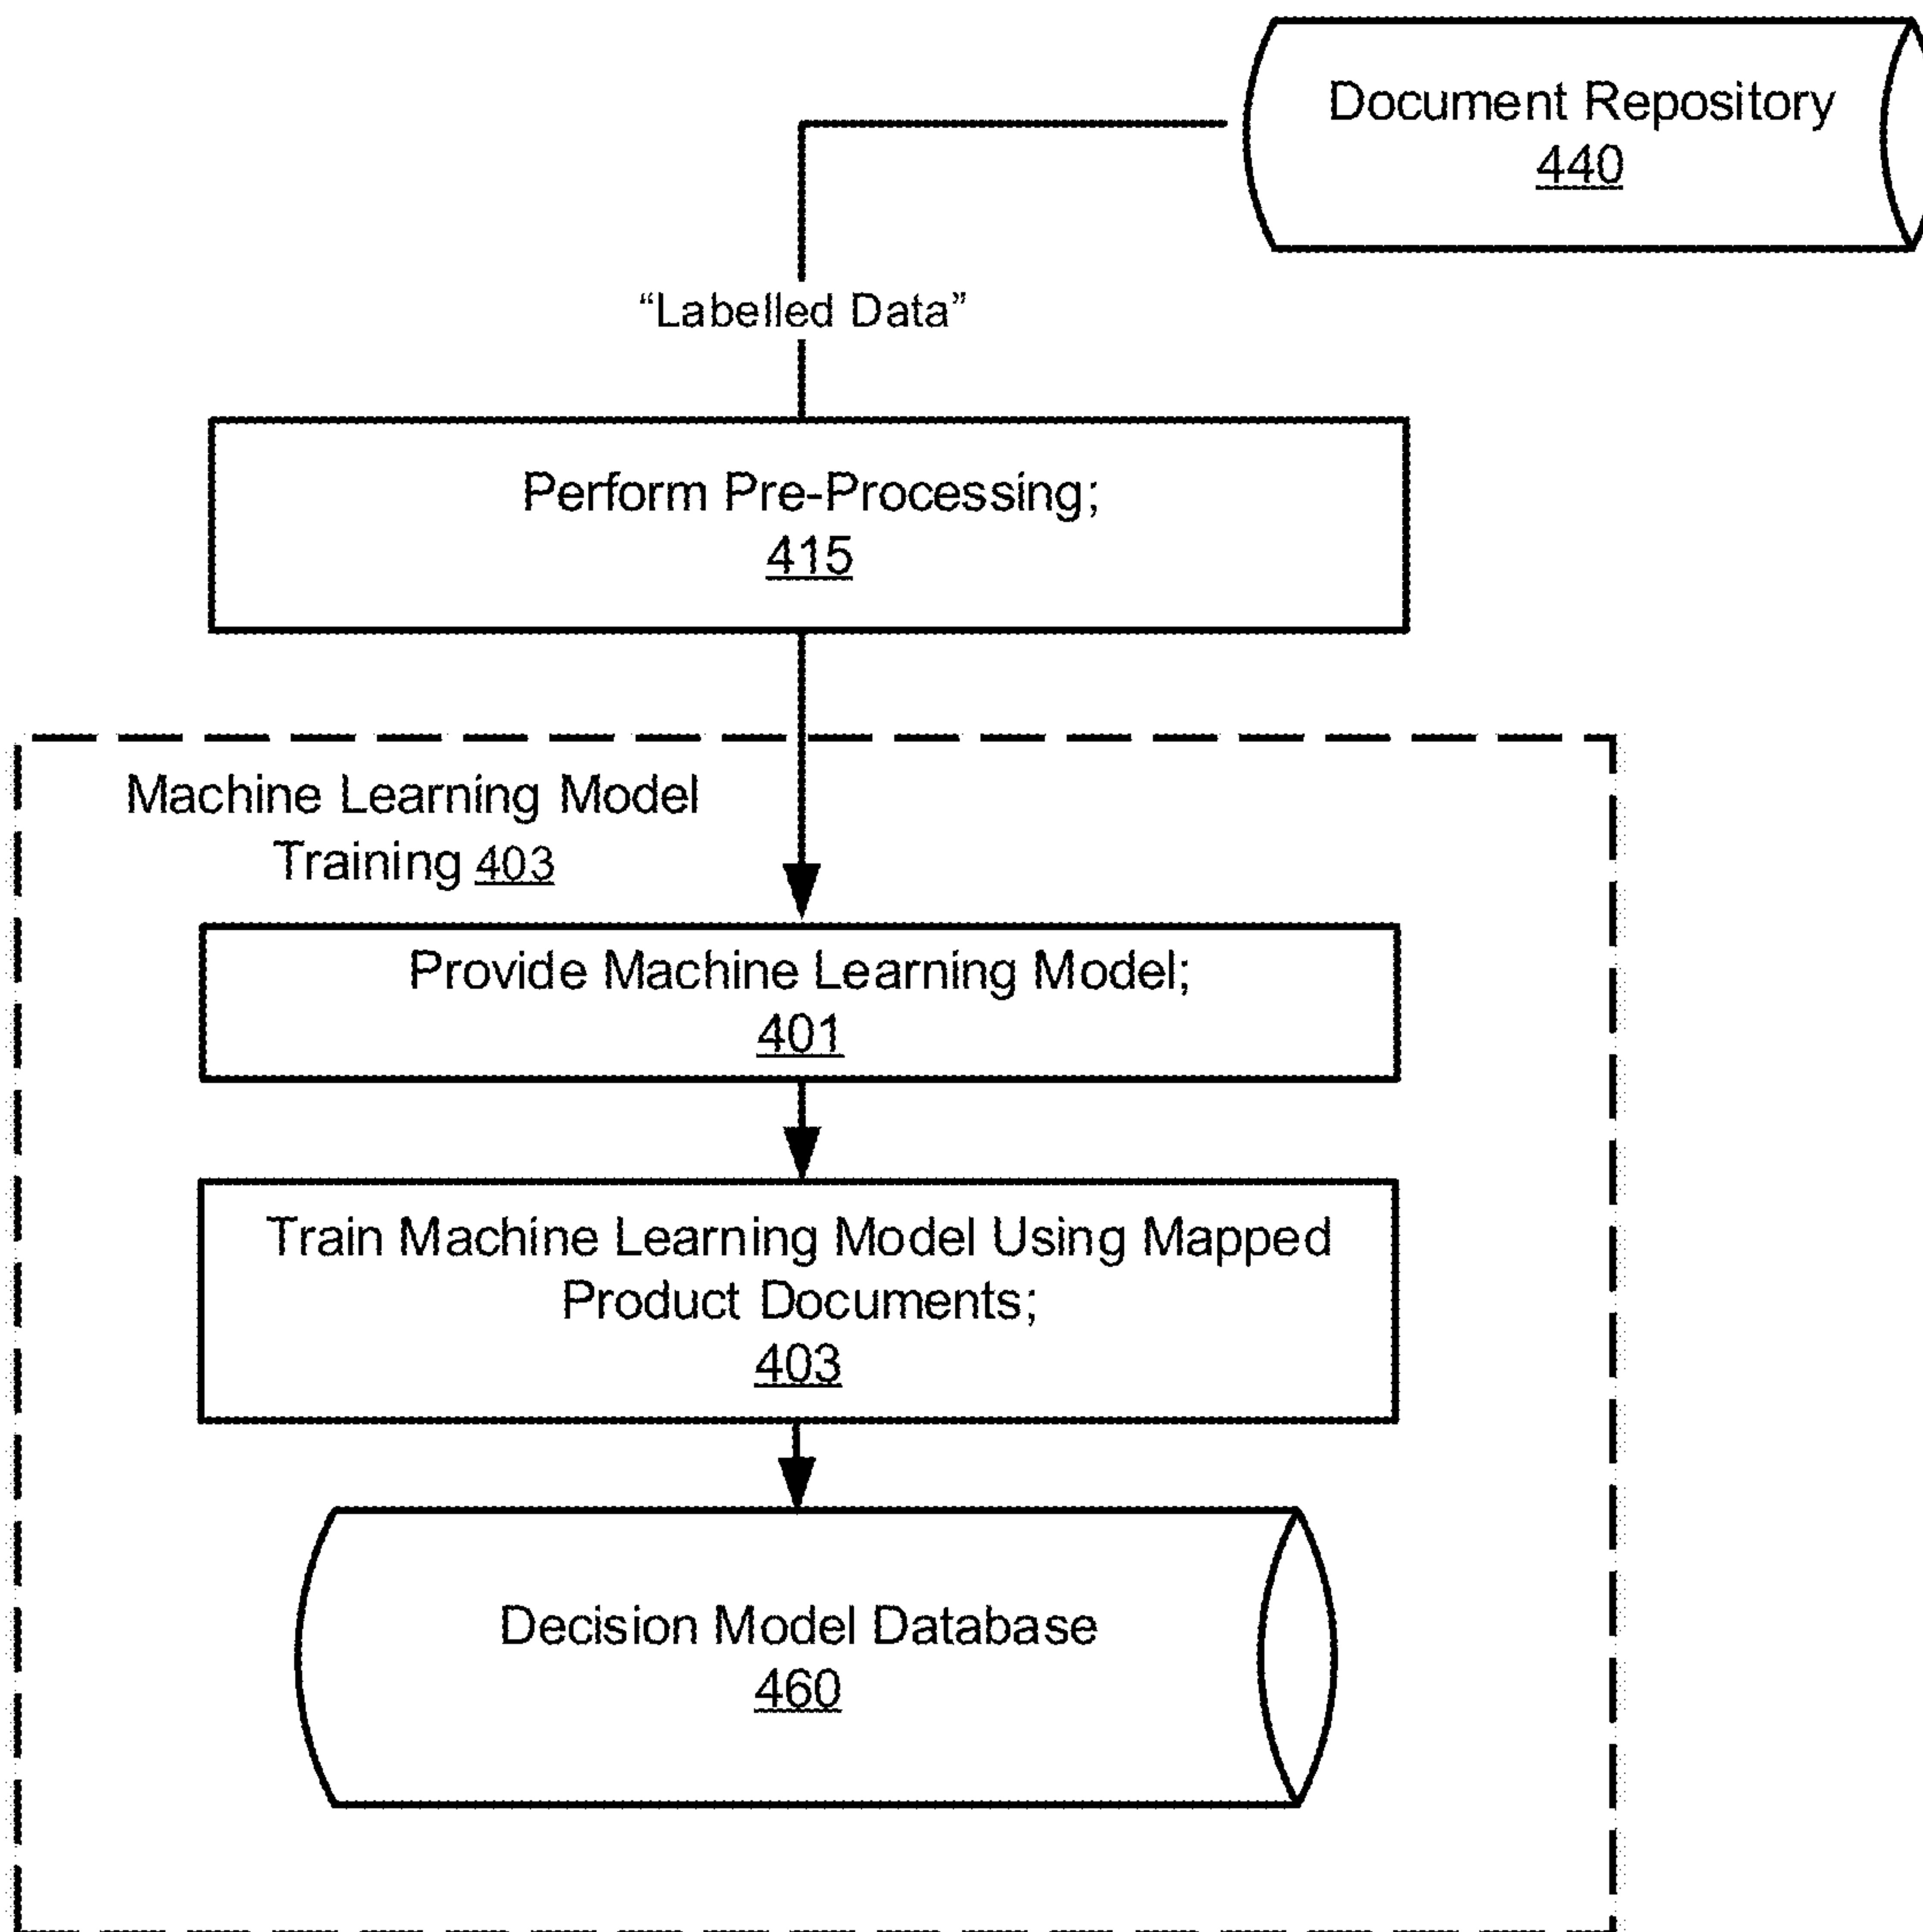 Document Repository
440
“Labelled Data”
Perform Pre-Processing;
415
Machine Learning Model
Training 403
Provide Machine Learning Model;
401
Train Machine Learning Model Using Mapped
Product Documents;
403
Decision Model Database
460